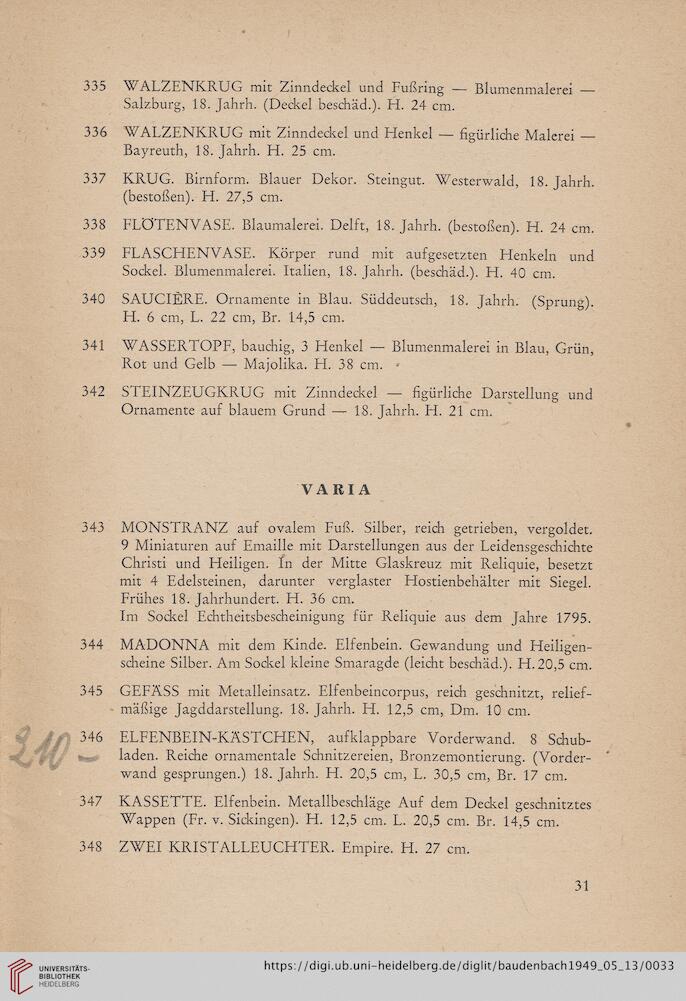 335 WALZENKRUG mit Zinndeckel und Fußring — Blumenmalerei —
Salzburg, 18. Jahrh. (Deckel beschäd.). H. 24 cm.
336 WALZENKRUG mit Zinndeckel und Henkel — figürliche Malerei —
Bayreuth, 18. Jahrh. H. 25 cm.
337 KRUG. Birnform. Blauer Dekor. Steingut. Westerwald, 18. Jahrh.
(bestoßen). H. 27,5 cm.
338 FLÖTENVASE. Blaumalerei. Delft, 18. Jahrh. (bestoßen). H. 24 cm.
339 FLASCHENVASE. Körper rund mit aufgesetzten Henkeln und
Sockel. Blumenmalerei. Italien, 18. Jahrh. (beschäd.). H. 40 cm.
340 SAUCIÈRE. Ornamente in Blau. Süddeutsch, 18. Jahrh. (Sprung).
H. 6 cm, L. 22 cm, Br. 14,5 cm.
341 WASSERTOPF, bauchig, 3 Henkel — Blumenmalerei in Blau, Grün,
Rot und Gelb — Majolika. H. 38 cm.
342 STEINZEUGKRUG mit Zinndeckel — figürliche Darstellung und
Ornamente auf blauem Grund — 18. Jahrh. H. 21 cm.
VARIA
343 MONSTRANZ auf ovalem Fuß. Silber, reich getrieben, vergoldet.
9 Miniaturen auf Emaille mit Darstellungen aus der Leidensgeschichte
Christi und Heiligen. In der Mitte Glaskreuz mit Reliquie, besetzt
mit 4 Edelsteinen, darunter verglaster Hostienbehälter mit Siegel.
Frühes 18. Jahrhundert. H. 36 cm.
Im Sockel Echtheitsbescheinigung für Reliquie aus dem Jahre 1795.
344 MADONNA mit dem Kinde. Elfenbein. Gewandung und Heiligen-
scheine Silber. Am Sockel kleine Smaragde (leicht beschäd.). H. 20,5 cm.
345 GEFÄSS mit Metalleinsatz. Elfenbeincorpus, reich geschnitzt, relief-
mäßige Jagddarstellung. 18. Jahrh. H. 12,5 cm, Dm. 10 cm.
210 –
346 ELFENBEIN-KÄSTCHEN, aufklappbare Vorderwand. 8 Schub-
laden. Reiche ornamentale Schnitzereien, Bronzemontierung. (Vorder-
wand gesprungen.) 18. Jahrh. H. 20,5 cm, L. 30,5 cm, Br. 17 cm.
347 KASSETTE. Elfenbein. Metallbeschläge Auf dem Deckel geschnitztes
Wappen (Fr. v. Sickingen). H. 12,5 cm. L. 20,5 cm. Br. 14,5 cm.
348 ZWEI KRISTALLEUCHTER. Empire. H. 27 cm.
31
UNIVERSITÄTS-
BIBLIOTHEK
HEIDELBERG
https://digi.ub.uni-heidelberg.de/diglit/baudenbach1949_05_13/0033